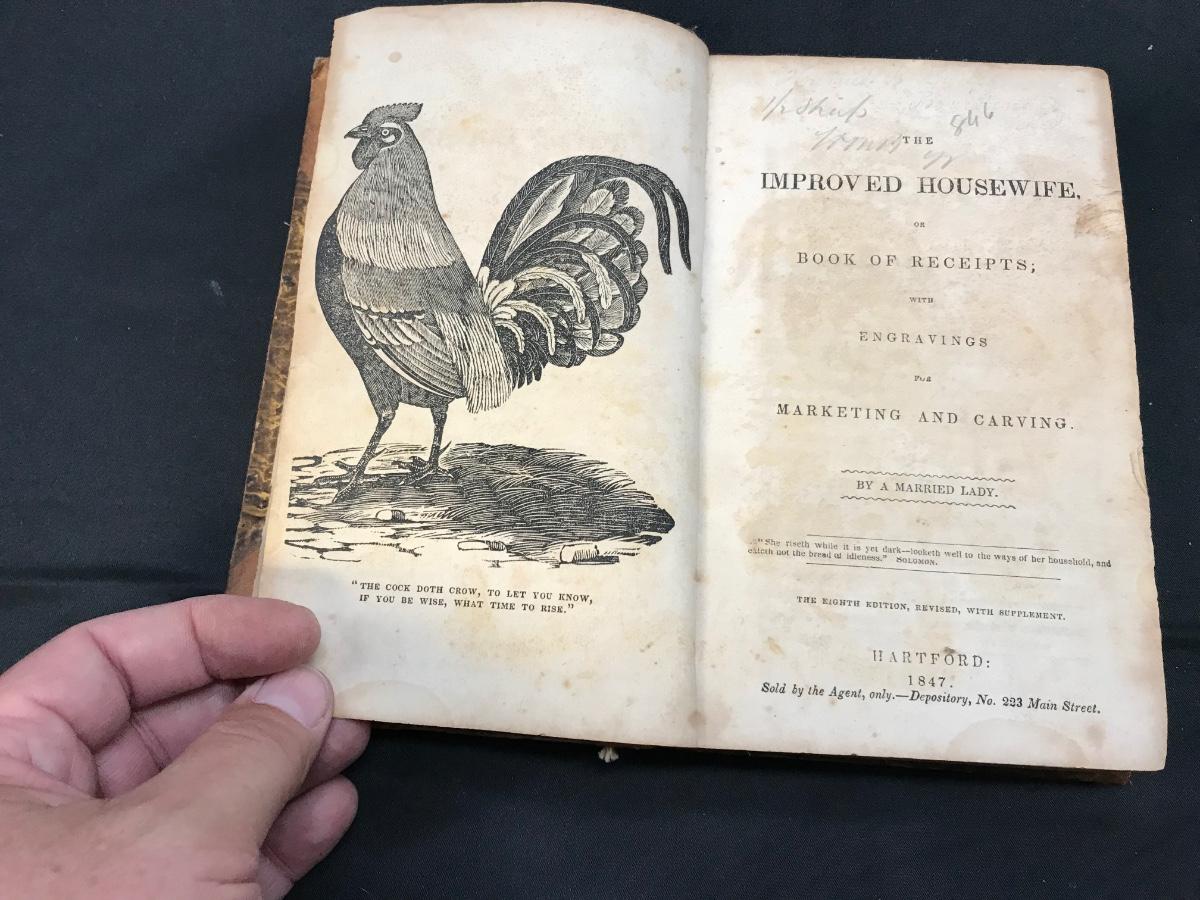 "THE COCK DOTH CROW, TO LET YOU KNOW,
IF YOU BE WISE, WHAT TIME TO RISE."
846
THE
IMPROVED HOUSEWIFE,
OR
BOOK OF RECEIPTS;
WITH
ENGRAVINGS
FOR
MARKETING AND CARVING.
BY A MARRIED LADY.
"She riseth while it is yet dark—looketh well to the ways of her household, and
eateth not the bread of idleness." SOLOMON.
THE EIGHTH EDITION, REVISED, WITH SUPPLEMENT.
HARTFORD:
1847.
Sold by the Agent, only.—Depository, No. 223 Main Street.